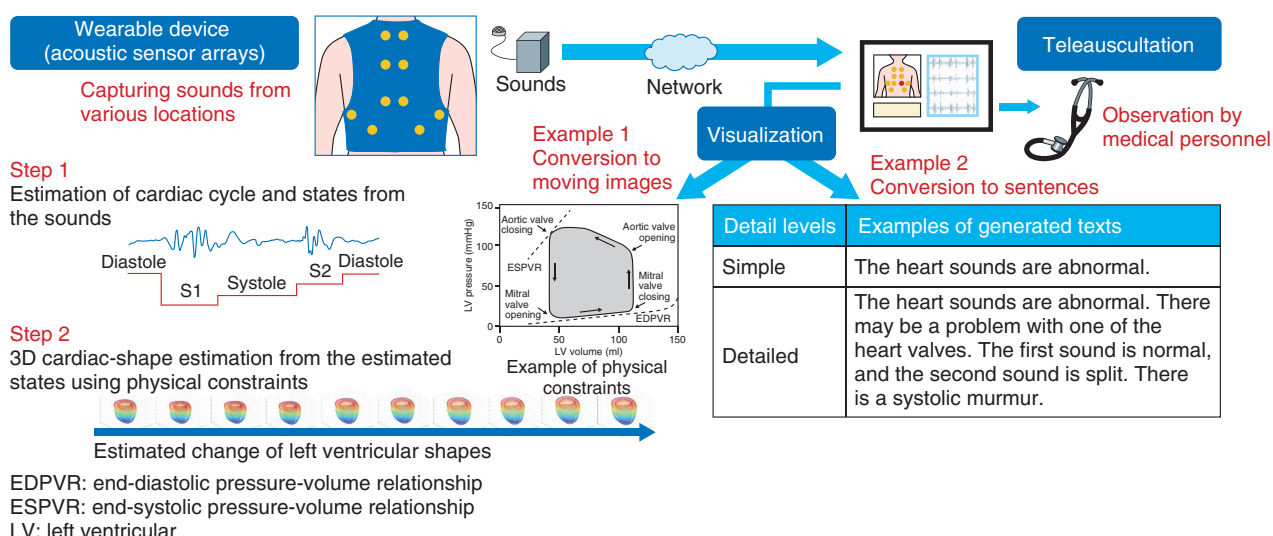 Wearable device
(acoustic sensor arrays)
Capturing sounds from
various locations
Sounds
Network
Teleauscultation
Observation by
medical personnel
Visualization
Example 1
Conversion to
moving images
Example 2
Conversion to sentences
Step 1
Estimation of cardiac cycle and states from
the sounds
Diastole
S1
Systole
S2
Diastole
Step 2
3D cardiac-shape estimation from the estimated
states using physical constraints
Estimated change of left ventricular shapes
150
100
50
0
LV pressure (mmHg)
Aortic valve
closing
Aortic valve
opening
ESPVR
Mitral
valve
opening
Mitral
valve
closing
EDPVR
0
50
100
150
LV volume (ml)
Example of physical
constraints
Detail levels
Examples of generated texts
Simple
The heart sounds are abnormal.
Detailed
The heart sounds are abnormal. There
may be a problem with one of the
heart valves. The first sound is normal,
and the second sound is split. There
is a systolic murmur.
EDPVR: end-diastolic pressure-volume relationship
ESPVR: end-systolic pressure-volume relationship
LV: left ventricular